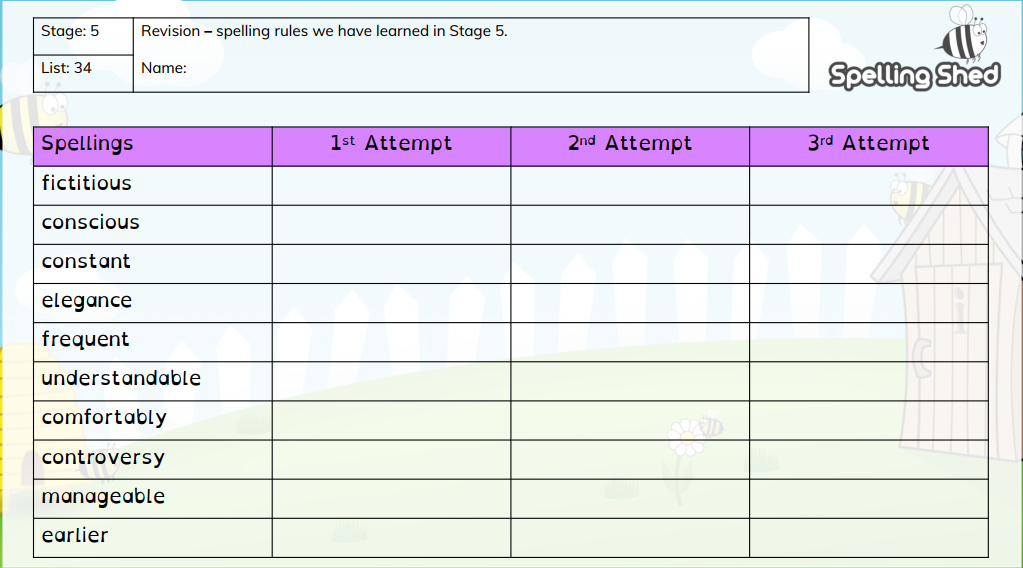 Stage: 5
Revision – spelling rules we have learned in Stage 5.
List: 34
Name:
Spelling Shed
Spellings 1st Attempt 2nd Attempt 3rd Attempt
fictitious
conscious
constant
elegance
frequent
understandable
comfortably
controversy
manageable
earlier